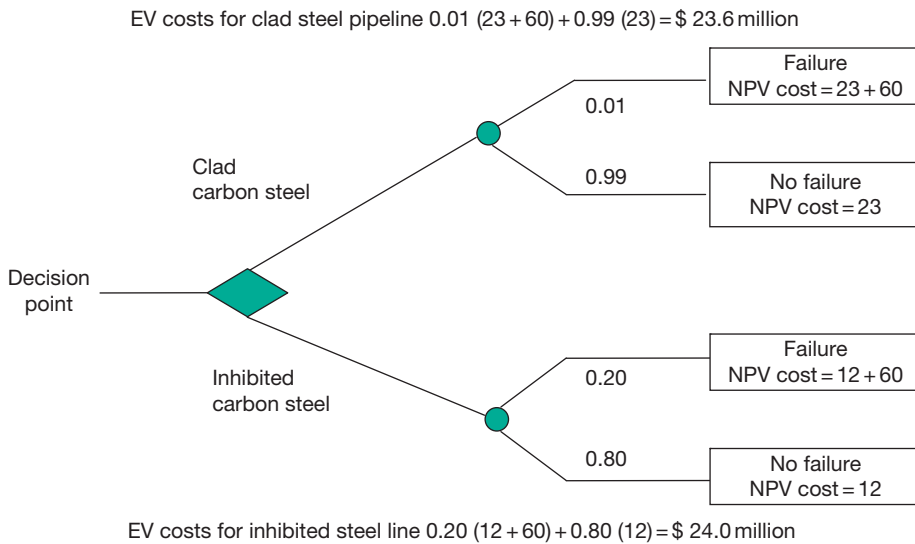 EV costs for clad steel pipeline 0.01 (23 + 60) + 0.99 (23) = $ 23.6 million
Failure
NPV cost = 23 + 60
0.01
Clad
carbon steel
0.99
No failure
NPV cost = 23
Decision
point
Failure
NPV cost = 12 + 60
0.20
Inhibited
carbon steel
0.80
No failure
NPV cost = 12
EV costs for inhibited steel line 0.20 (12 + 60) + 0.80 (12) = $ 24.0 million